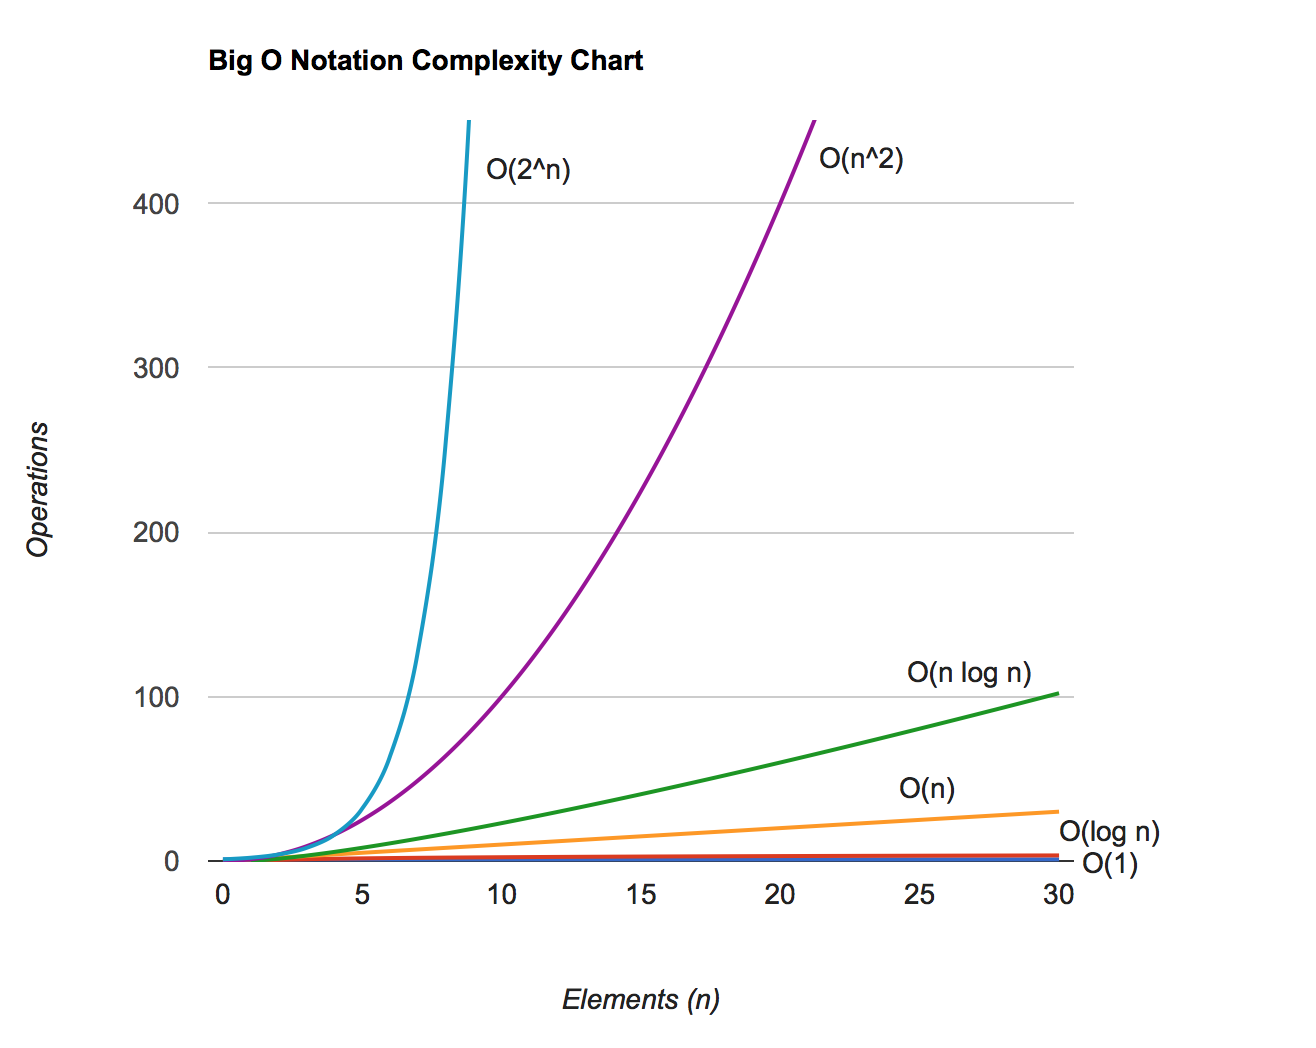 Big O Notation Complexity Chart
O(2^n)
O(n^2)
400
300
Operations
200
O(n log n)
100
O(n)
O(log n)
0
O(1)
0 5 10 15 20 25 30
Elements (n)